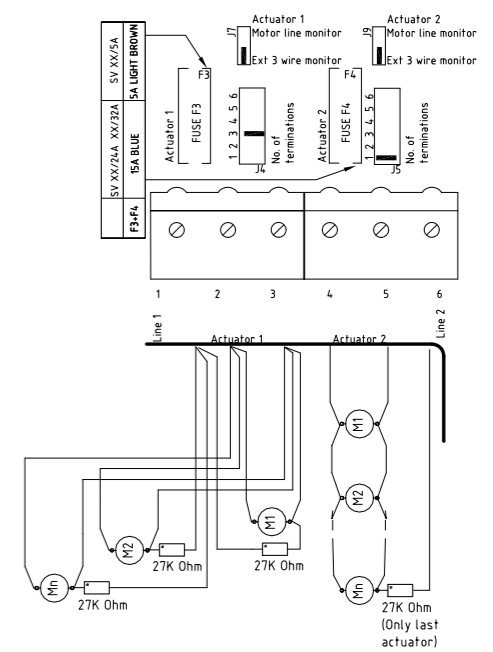 Actuator 1
Motor line monitor
Ext 3 wire monitor
J7
Actuator 2
Motor line monitor
Ext 3 wire monitor
J9
SV XX/5A
5A LIGHT BROWN
SV XX/24A XX/32A
15A BLUE
F3+F4
Actuator 1
FUSE F3
F3
1 2 3 4 5 6
No. of
terminations
J4
Actuator 2
FUSE F4
F4
1 2 3 4 5 6
No. of
terminations
J5
1 2 3 4 5 6
Line 1
Actuator 1
Actuator 2
Line 2
M1
M2
M1
M2
27K Ohm
27K Ohm
Mn
27K Ohm
Mn
27K Ohm
(Only last
actuator)